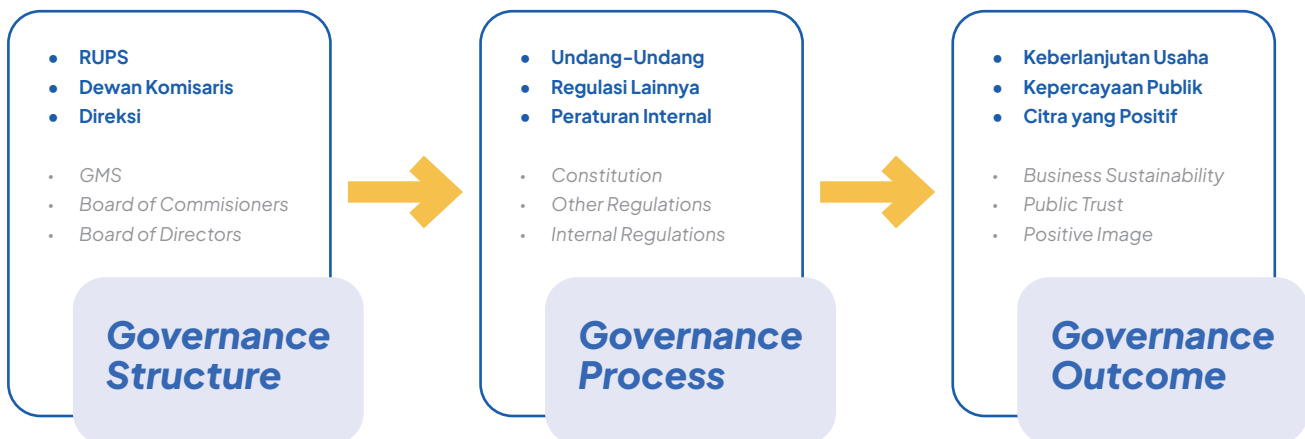 • RUPS
• Dewan Komisaris
• Direksi
• GMS
• Board of Commisioners
• Board of Directors
Governance
Structure
• Undang-Undang
• Regulasi Lainnya
• Peraturan Internal
• Constitution
• Other Regulations
• Internal Regulations
Governance
Process
• Keberlanjutan Usaha
• Kepercayaan Publik
• Citra yang Positif
• Business Sustainability
• Public Trust
• Positive Image
Governance
Outcome